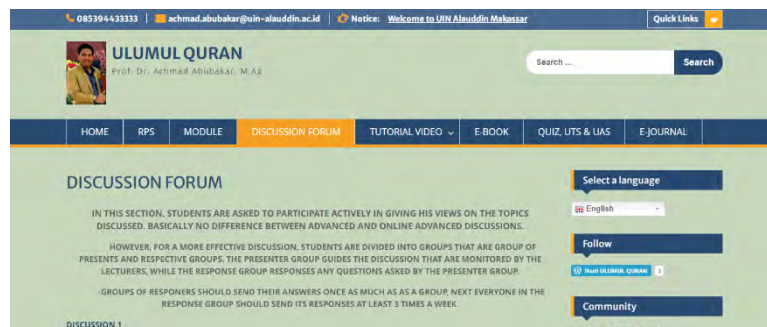 085394433333 achmad.abubakar@uin-alauddin.ac.id Notice: Welcome to UIN Alauddin Makassar Quick Links
ULUMUL QURAN
Prof. Dr. Achmad Abubakar, M.Ag
Search ... Search
HOME RPS MODULE DISCUSSION FORUM TUTORIAL VIDEO E-BOOK QUIZ, UTS & UAS E-JOURNAL
DISCUSSION FORUM
IN THIS SECTION, STUDENTS ARE ASKED TO PARTICIPATE ACTIVELY IN GIVING HIS VIEWS ON THE TOPICS
DISCUSSED. BASICALLY NO DIFFERENCE BETWEEN ADVANCED AND ONLINE ADVANCED DISCUSSIONS.
HOWEVER, FOR A MORE EFFECTIVE DISCUSSION, STUDENTS ARE DIVIDED INTO GROUPS THAT ARE GROUP OF
PRESENTS AND RESPECTIVE GROUPS. THE PRESENTER GROUP GUIDES THE DISCUSSION THAT ARE MONITORED BY THE
LECTURERS, WHILE THE RESPONSE GROUP RESPONSES ANY QUESTIONS ASKED BY THE PRESENTER GROUP.
GROUPS OF RESPONERS SHOULD SEND THEIR ANSWERS ONCE AS MUCH AS AS A GROUP, NEXT EVERYONE IN THE
RESPONSE GROUP SHOULD SEND ITS RESPONSES AT LEAST 3 TIMES A WEEK.
DISCUSSION 1
Select a language
English
Follow
Ikuti ULUMUL QURAN
Community